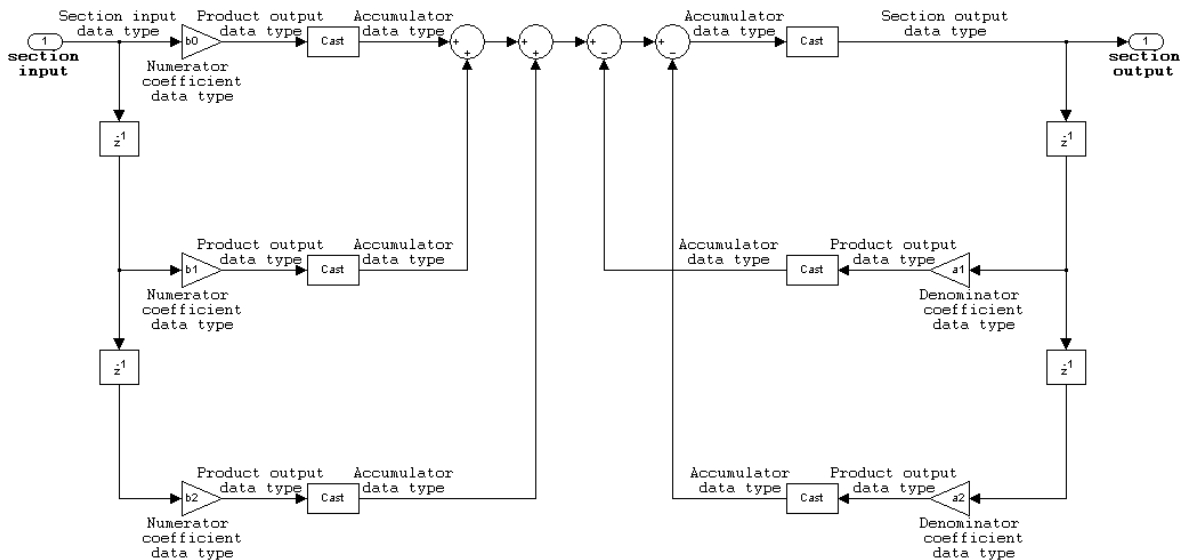 Section input
data type
Product output
data type
Accumulator
data type
Accumulator
data type
Section output
data type
1
b0
Cast
+
+
+
+
+
−
+
−
Cast
1
section
input
section
output
Numerator
coefficient
data type
z-1
z-1
Product output
data type
Accumulator
data type
Accumulator
data type
Product output
data type
b1
Cast
Cast
a1
Numerator
coefficient
data type
Denominator
coefficient
data type
z-1
z-1
Product output
data type
Accumulator
data type
Accumulator
data type
Product output
data type
b2
Cast
Cast
a2
Numerator
coefficient
data type
Denominator
coefficient
data type